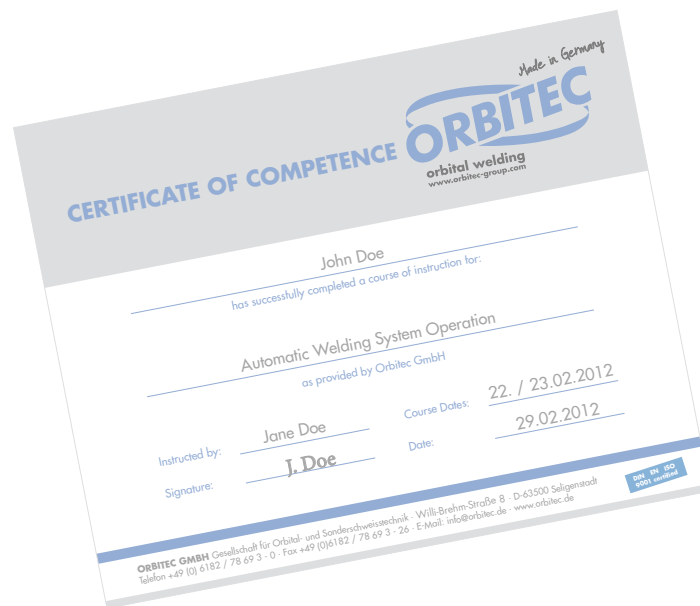 Made in Germany
ORBITEC
orbital welding
www.orbitec-group.com
CERTIFICATE OF COMPETENCE
John Doe
has successfully completed a course of instruction for:
Automatic Welding System Operation
as provided by Orbitec GmbH
Instructed by: Jane Doe Course Dates: 22. / 23.02.2012
Signature: J. Doe Date: 29.02.2012
DIN EN ISO
9001 certified
ORBITEC GMBH Gesellschaft für Orbital- und Sonderschweisstechnik · Willi-Brehm-Straße 8 · D-63500 Seligenstadt
Telefon +49 (0) 6182 / 78 69 3 - 0 · Fax +49 (0)6182 / 78 69 3 - 26 · E-Mail: info@orbitec.de · www.orbitec.de